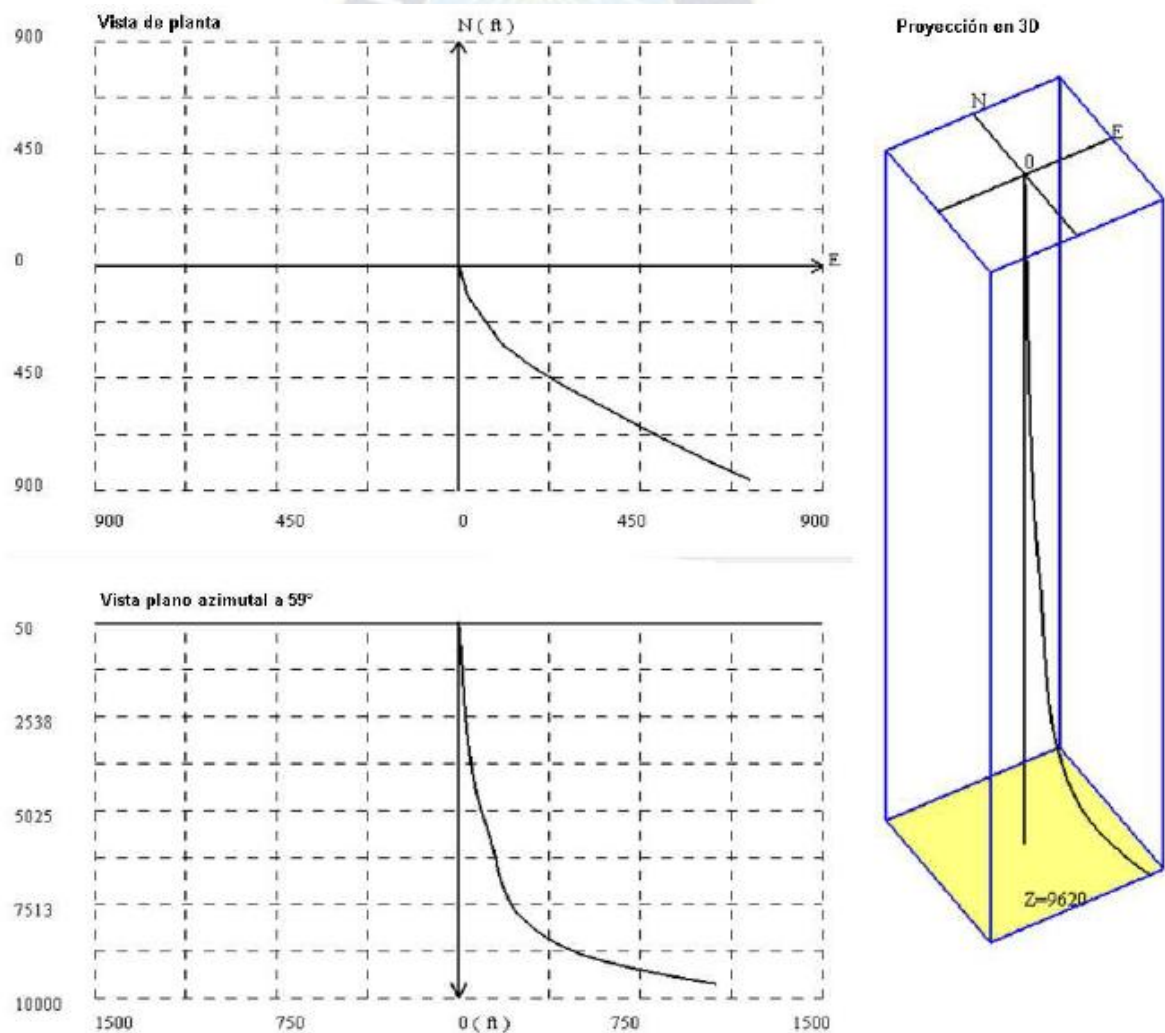 Vista de planta
N ( ft )
900
450
0
E
450
900
900 450 0 450 900
Vista plano azimutal a 59°
50
2538
5025
7513
10000
1500 750 0 ( ft ) 750 1500
Proyección en 3D
N
E
0
Z=9620